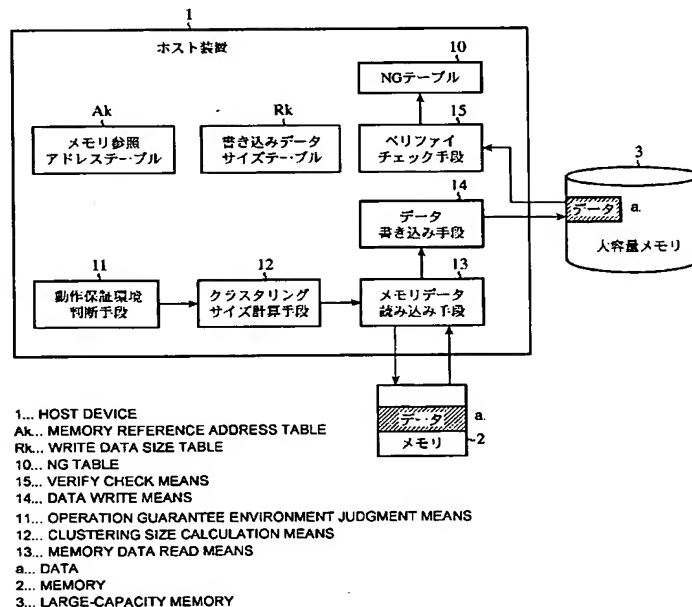 1
ホスト装置
10
NGテーブル
Ak
Rk
15
メモリ参照
アドレステーブル
書き込みデータ
サイズテーブル
ベリファイ
チェック手段
3
14
データ
書き込み手段
データ
a.
大容量メモリ
11
12
13
動作保証環境
判断手段
クラスタリング
サイズ計算手段
メモリデータ
読み込み手段
データ
a.
メモリ
2
1... HOST DEVICE
Ak... MEMORY REFERENCE ADDRESS TABLE
Rk... WRITE DATA SIZE TABLE
10... NG TABLE
15... VERIFY CHECK MEANS
14... DATA WRITE MEANS
11... OPERATION GUARANTEE ENVIRONMENT JUDGMENT MEANS
12... CLUSTERING SIZE CALCULATION MEANS
13... MEMORY DATA READ MEANS
a... DATA
2... MEMORY
3... LARGE-CAPACITY MEMORY